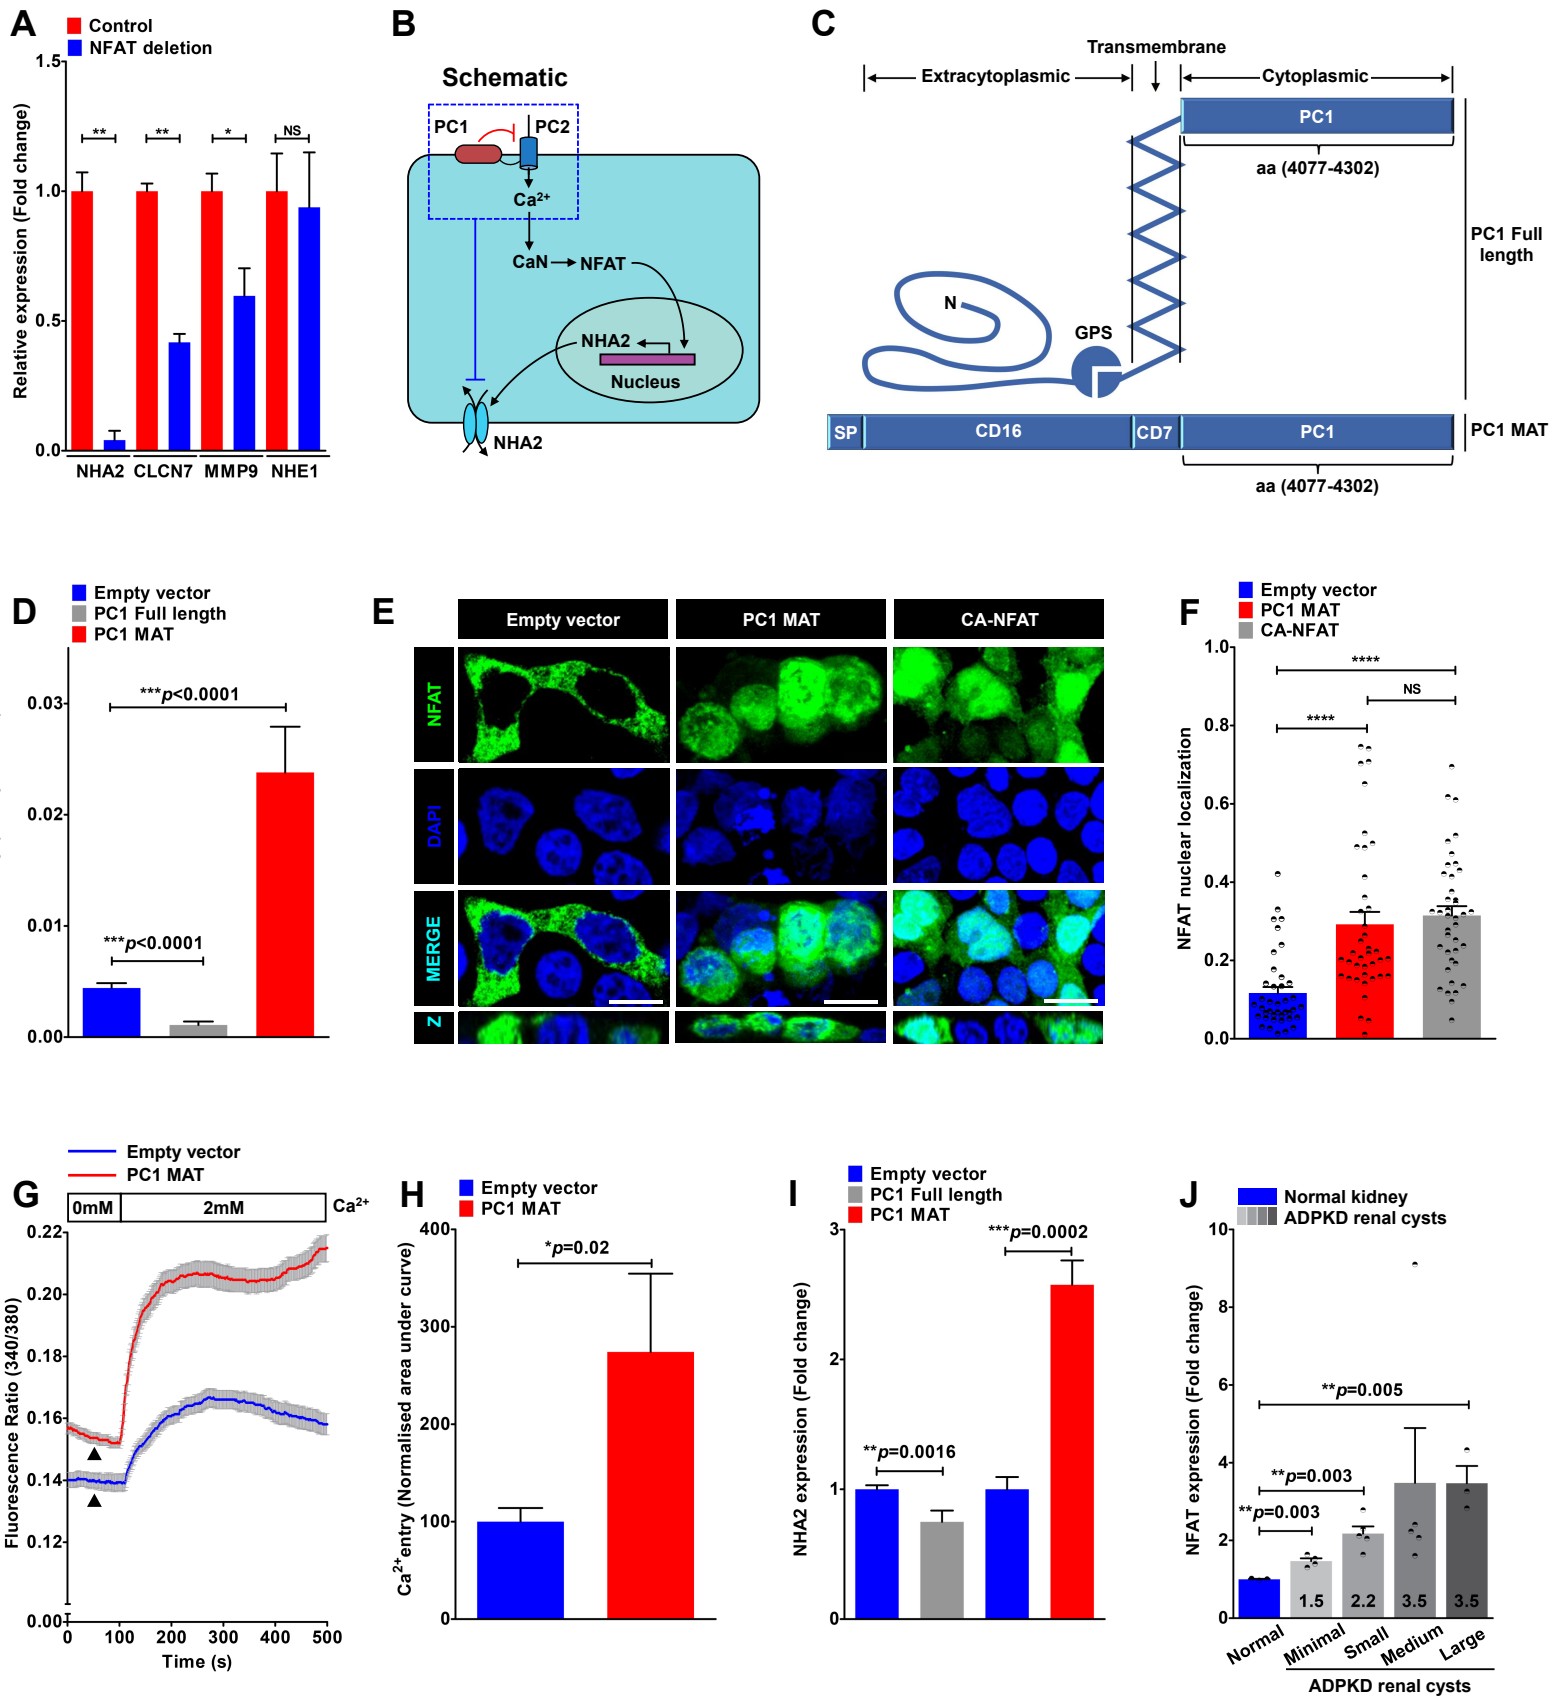 A
Control
NFAT deletion
Relative expression (Fold change)
1.5
1.0
0.5
0.0
**
**
*
NS
NHA2 CLCN7 MMP9 NHE1
B
Schematic
PC1
PC2
Ca2+
CaN
NFAT
NHA2
Nucleus
NHA2
C
Transmembrane
Extracytoplasmic
Cytoplasmic
PC1
aa (4077-4302)
PC1 Full
length
N
GPS
SP
CD16
CD7
PC1
PC1 MAT
aa (4077-4302)
D
Empty vector
PC1 Full length
PC1 MAT
0.03
0.02
0.01
0.00
***p<0.0001
***p<0.0001
E
Empty vector
PC1 MAT
CA-NFAT
NFAT
DAPI
MERGE
Z
F
Empty vector
PC1 MAT
CA-NFAT
NFAT nuclear localization
1.0
0.8
0.6
0.4
0.2
0.0
****
NS
****
G
Empty vector
PC1 MAT
0mM
2mM
Ca2+
Fluorescence Ratio (340/380)
0.22
0.20
0.18
0.16
0.14
0.12
0.00
0 100 200 300 400 500
Time (s)
H
Empty vector
PC1 MAT
Ca2+ entry (Normalised area under curve)
400
300
200
100
0
*p=0.02
I
Empty vector
PC1 Full length
PC1 MAT
NHA2 expression (Fold change)
3
2
1
0
***p=0.0002
**p=0.0016
J
Normal kidney
ADPKD renal cysts
NFAT expression (Fold change)
10
8
6
4
2
0
**p=0.005
**p=0.003
**p=0.003
1.5
2.2
3.5
3.5
Normal
Minimal
Small
Medium
Large
ADPKD renal cysts